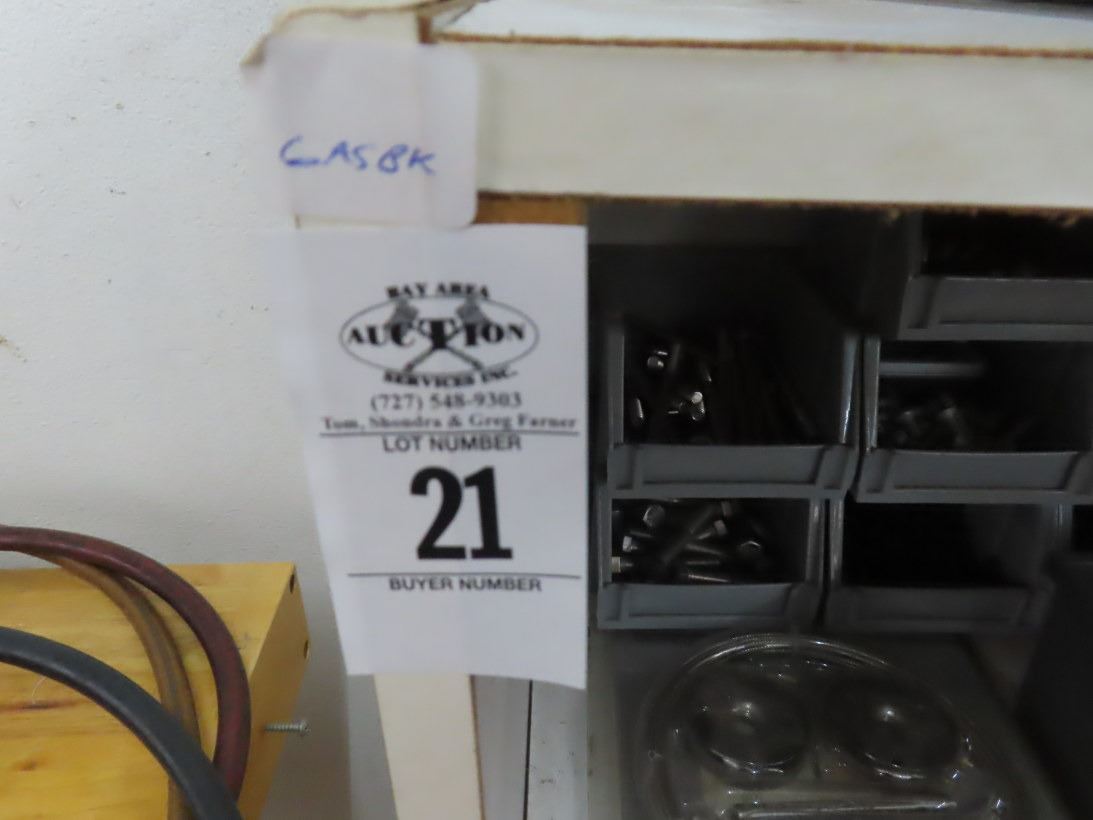 GASBK
BAY AREA
AUCTION
SERVICES INC.
(727) 548-9303
Tom, Shondra & Greg Farner
LOT NUMBER
21
BUYER NUMBER